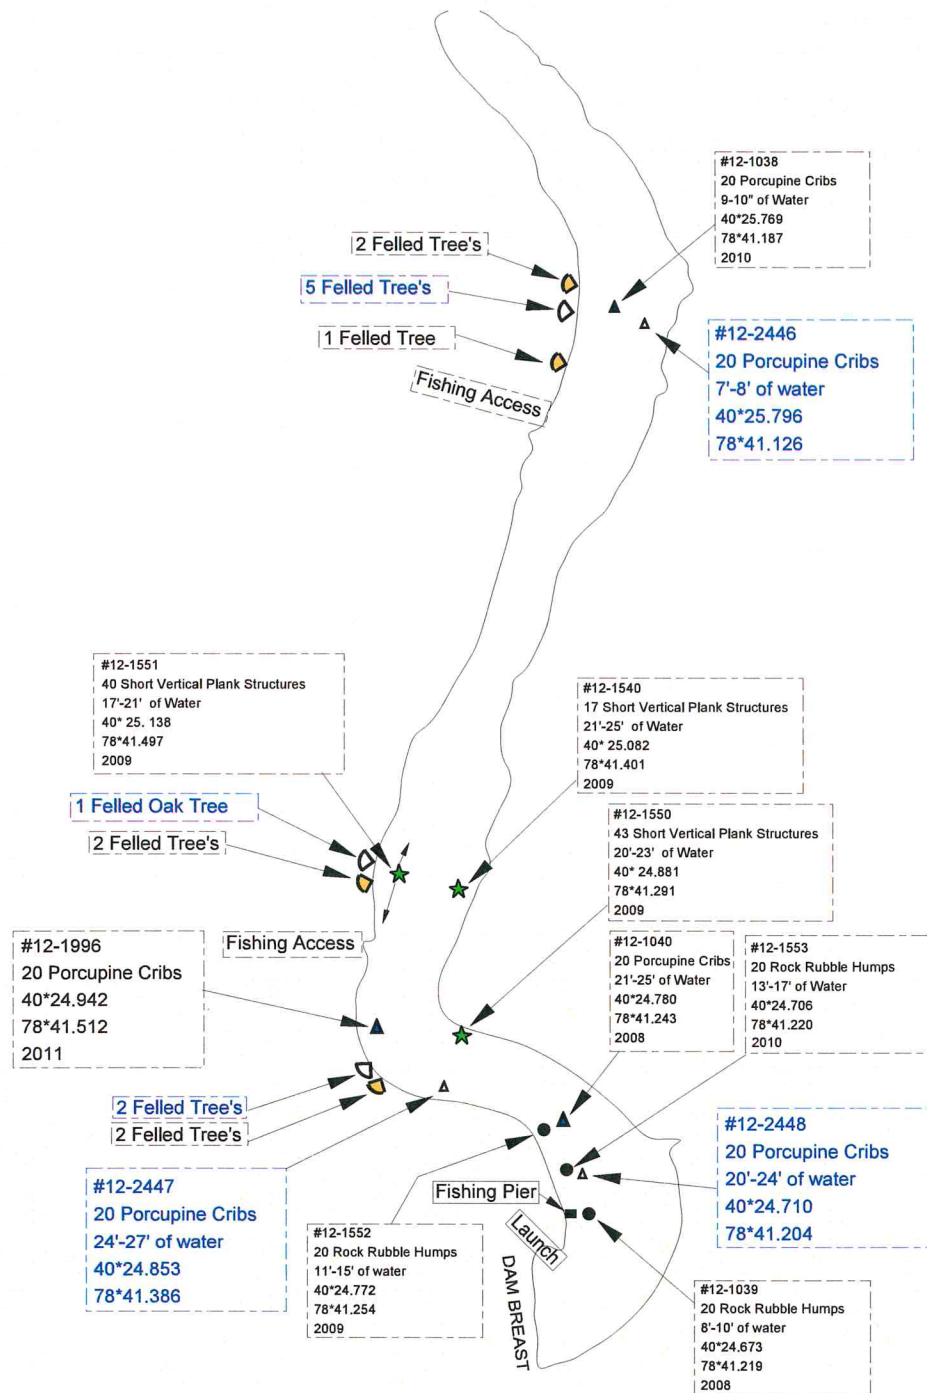 #12-1038
20 Porcupine Cribs
9-10" of Water
40*25.769
78*41.187
2010
2 Felled Tree's
5 Felled Tree's
1 Felled Tree
Fishing Access
#12-2446
20 Porcupine Cribs
7'-8' of water
40*25.796
78*41.126
#12-1551
40 Short Vertical Plank Structures
17'-21' of Water
40* 25. 138
78*41.497
2009
#12-1540
17 Short Vertical Plank Structures
21'-25' of Water
40* 25.082
78*41.401
2009
1 Felled Oak Tree
2 Felled Tree's
#12-1550
43 Short Vertical Plank Structures
20'-23' of Water
40* 24.881
78*41.291
2009
Fishing Access
#12-1996
20 Porcupine Cribs
40*24.942
78*41.512
2011
#12-1040
20 Porcupine Cribs
21'-25' of Water
40*24.780
78*41.243
2008
#12-1553
20 Rock Rubble Humps
13'-17' of Water
40*24.706
78*41.220
2010
2 Felled Tree's
2 Felled Tree's
#12-2448
20 Porcupine Cribs
20'-24' of water
40*24.710
78*41.204
#12-2447
20 Porcupine Cribs
24'-27' of water
40*24.853
78*41.386
Fishing Pier
Launch
DAM BREAST
#12-1552
20 Rock Rubble Humps
11'-15' of water
40*24.772
78*41.254
2009
#12-1039
20 Rock Rubble Humps
8'-10' of water
40*24.673
78*41.219
2008